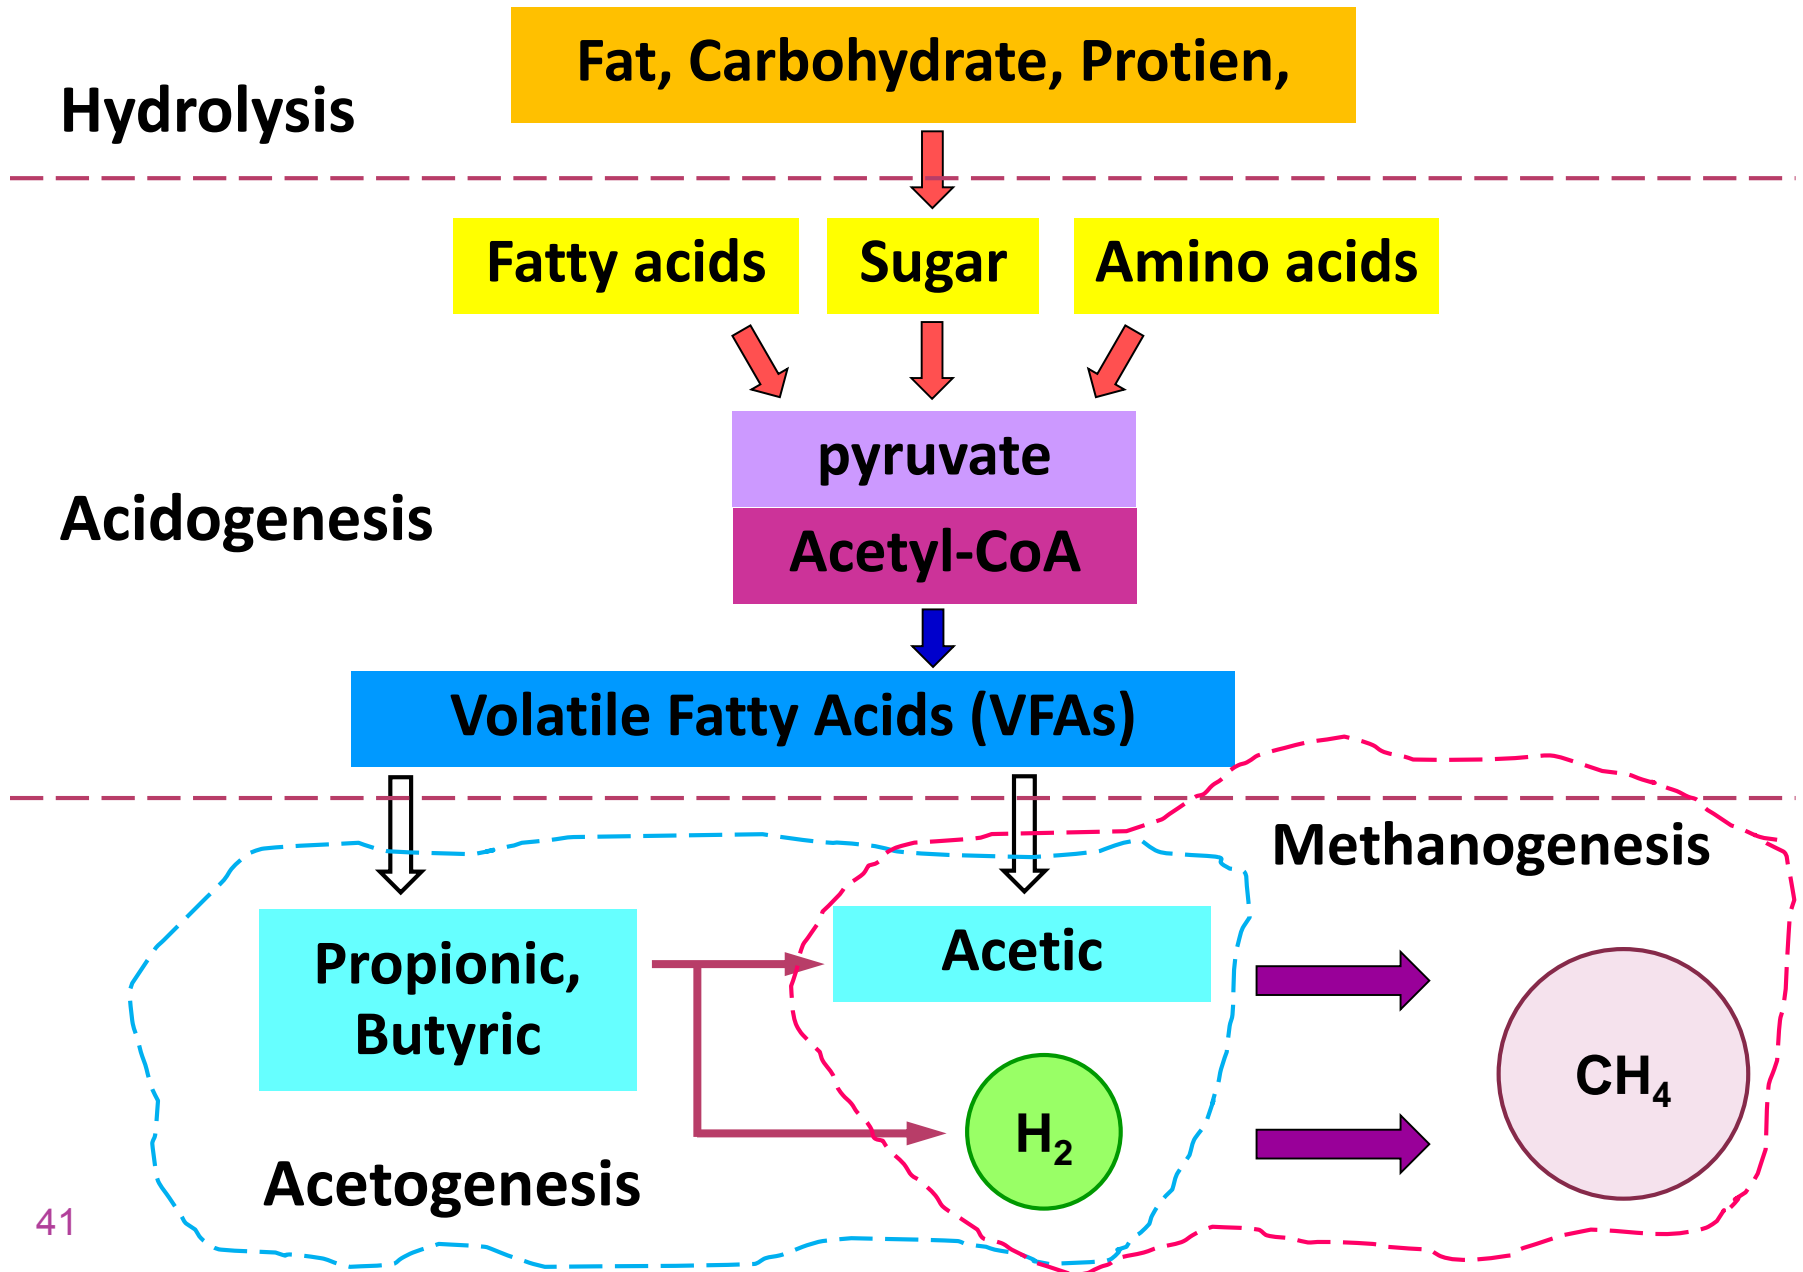 Fat, Carbohydrate, Protien,
Hydrolysis
Fatty acids
Sugar
Amino acids
pyruvate
Acidogenesis
Acetyl-CoA
Volatile Fatty Acids (VFAs)
Methanogenesis
Propionic,
Butyric
Acetic
CH₄
H₂
Acetogenesis
41